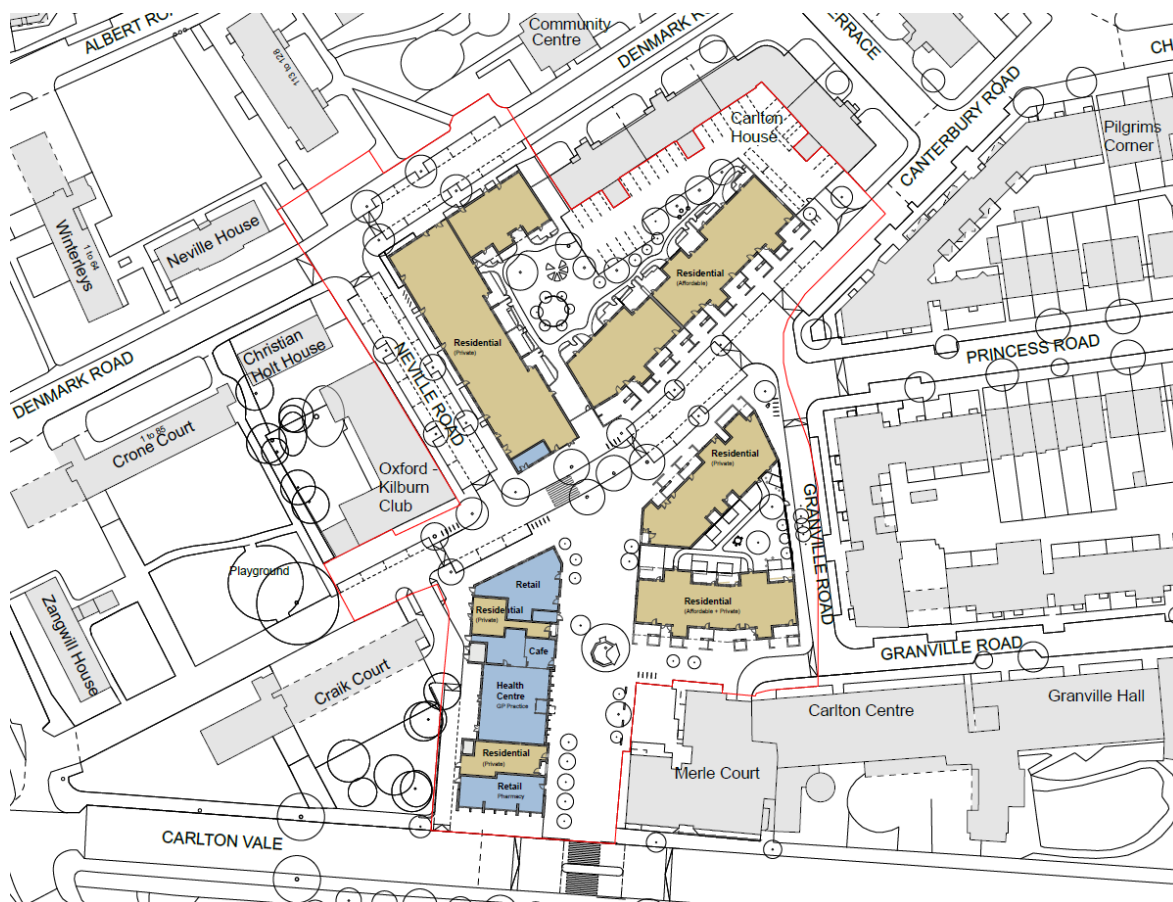 ALBERT RO
113 to 128
Community
Centre
DENMARK RO
ERRACE
CH
CANTERBURY ROAD
Carlton
House
Pilgrims
Corner
Winterleys
1 to 64
Neville House
Residential
(Affordable)
Residential
(Private)
NEVILLE ROAD
PRINCESS ROAD
DENMARK ROAD
Christian
Holt House
Crone Court
1 to 85
Oxford -
Kilburn
Club
Residential
(Private)
GRANVILLE ROAD
Playground
Retail
Residential
(Private)
Cafe
Residential
(Affordable + Private)
Zangwill House
Craik Court
Health
Centre
GP Practice
GRANVILLE ROAD
Granville Hall
Carlton Centre
Residential
(Private)
Merle Court
Retail
Pharmacy
CARLTON VALE